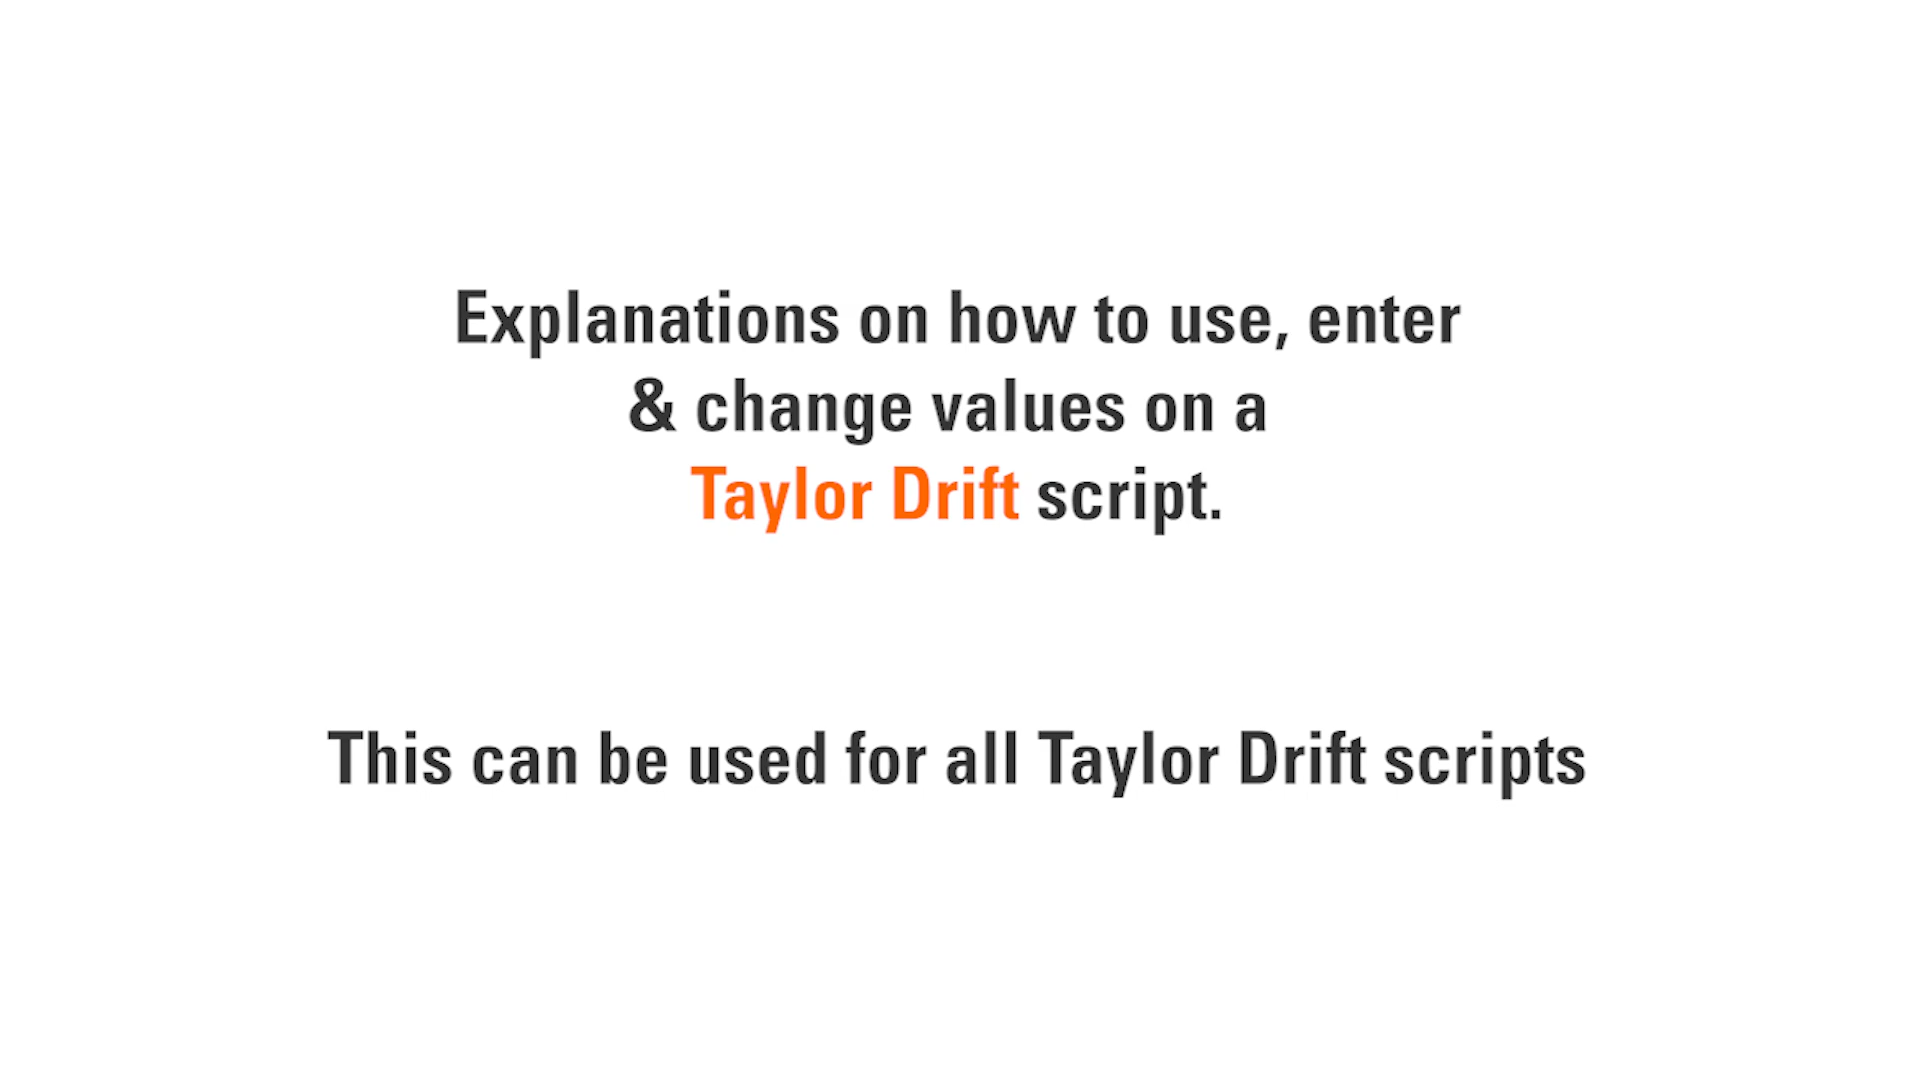 Explanations on how to use, enter
& change values on a
Taylor Drift script.
This can be used for all Taylor Drift scripts